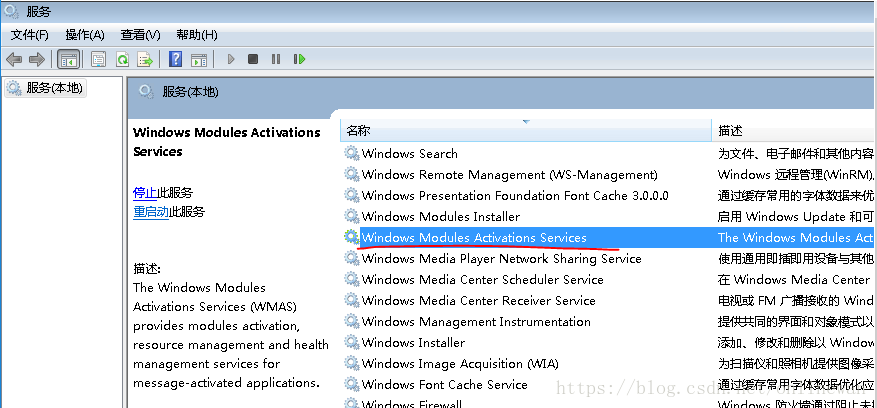 服务
文件(F) 操作(A) 查看(V) 帮助(H)
服务(本地)
服务(本地)
Windows Modules Activations
Services
停止此服务
重启动此服务
描述:
The Windows Modules
Activations Services (WMAS)
provides modules activation,
resource management and health
management services for
message-activated applications.
名称 描述
Windows Search 为文件、电子邮件和其他内容
Windows Remote Management (WS-Management) Windows 远程管理(WinRM)
Windows Presentation Foundation Font Cache 3.0.0.0 通过缓存常用的字体数据来优
Windows Modules Installer 启用 Windows Update 和可
Windows Modules Activations Services The Windows Modules Act
Windows Media Player Network Sharing Service 使用通用即插即用设备与其他
Windows Media Center Scheduler Service 在 Windows Media Center
Windows Media Center Receiver Service 电视或 FM 广播接收的 Wind
Windows Management Instrumentation 提供共同的界面和对象模式以
Windows Installer 添加、修改和删除以 Window
Windows Image Acquisition (WIA) 为扫描仪和照相机提供图像采
Windows Font Cache Service 通过缓存常用字体数据优化应
Windows Firewall Windows 防火墙通过阻止未
https://blog.csdn.net/